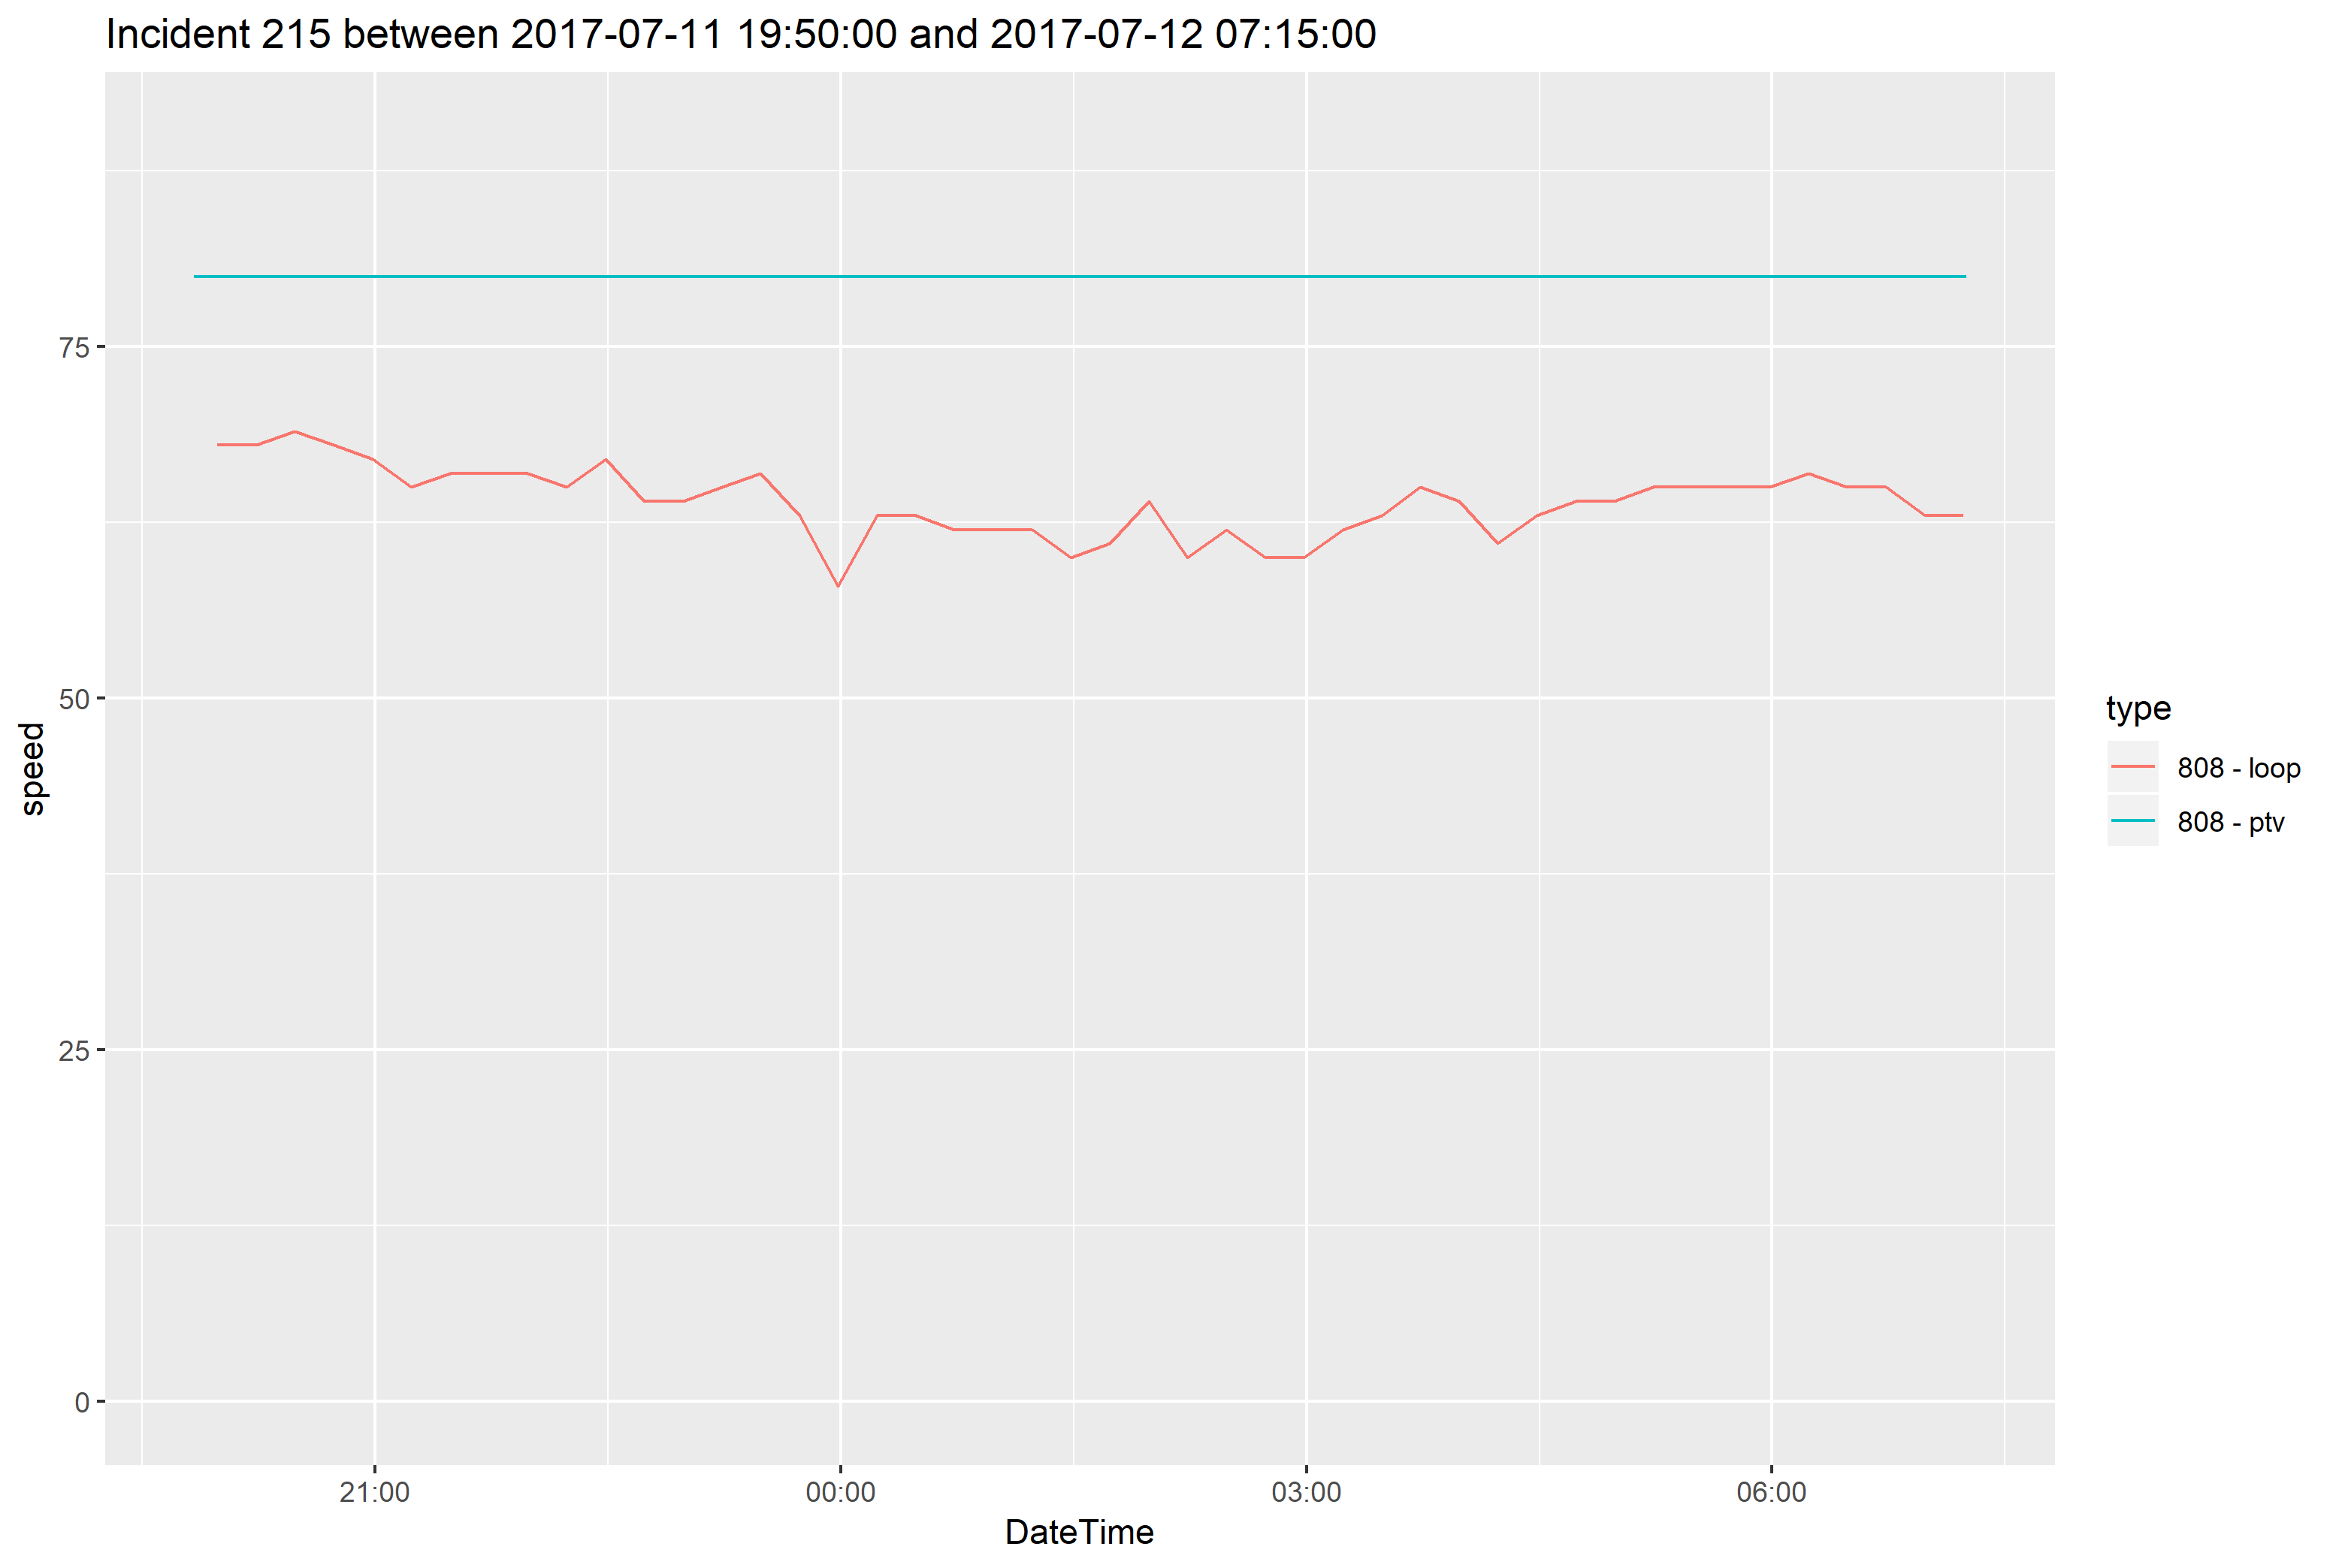 Incident 215 between 2017-07-11 19:50:00 and 2017-07-12 07:15:00
75
50
25
0
speed
21:00
00:00
03:00
06:00
DateTime
type
808 - loop
808 - ptv